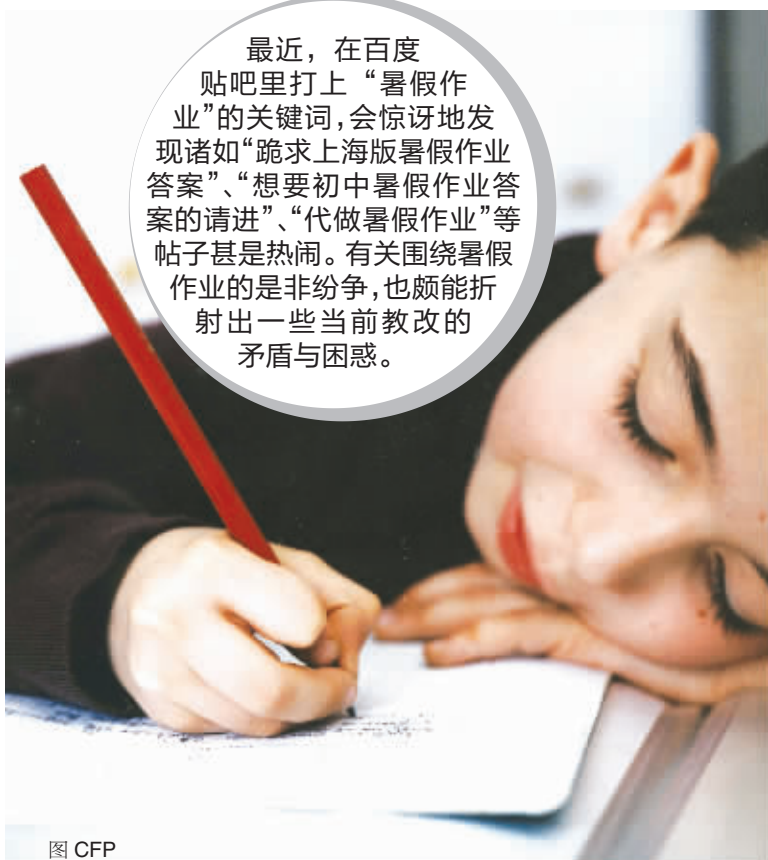 最近，在百度
贴吧里打上“暑假作
业”的关键词，会惊讶地发
现诸如“跪求上海版暑假作业
答案”、“想要初中暑假作业答
案的请进”、“代做暑假作业”等
帖子甚是热闹。有关围绕暑假
作业的是非纷争，也颇能折
射出一些当前教改的
矛盾与困惑。
图 CFP